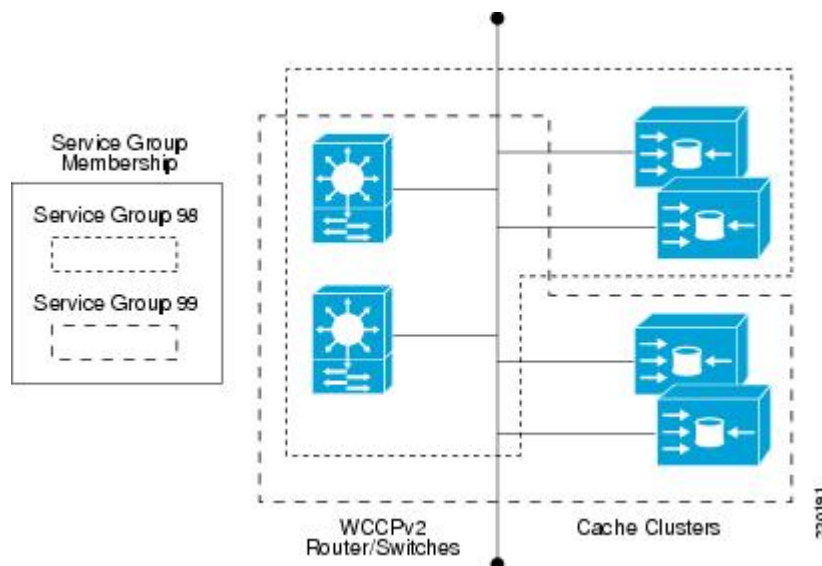 Service Group
Membership
Service Group 98
Service Group 99
WCCPv2
Router/Switches
Cache Clusters